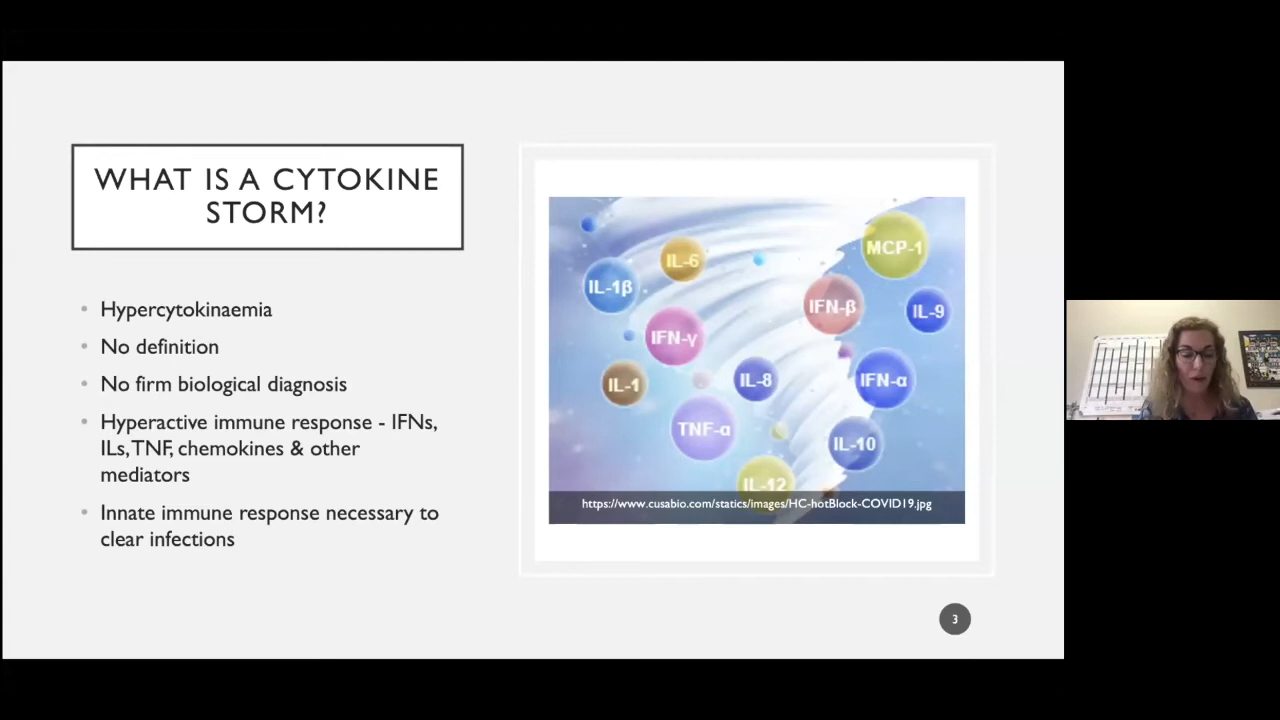 WHAT IS A CYTOKINE
STORM?
• Hypercytokinaemia
• No definition
• No firm biological diagnosis
• Hyperactive immune response - IFNs,
ILs, TNF, chemokines & other
mediators
• Innate immune response necessary to
clear infections
MCP-1
IL-6
IL-1β
IFN-β
IL-9
IFN-γ
IL-8
IFN-α
IL-1
TNF-α
IL-10
IL-12
https://www.cusabio.com/statics/images/HC-hotBlock-COVID19.jpg
3